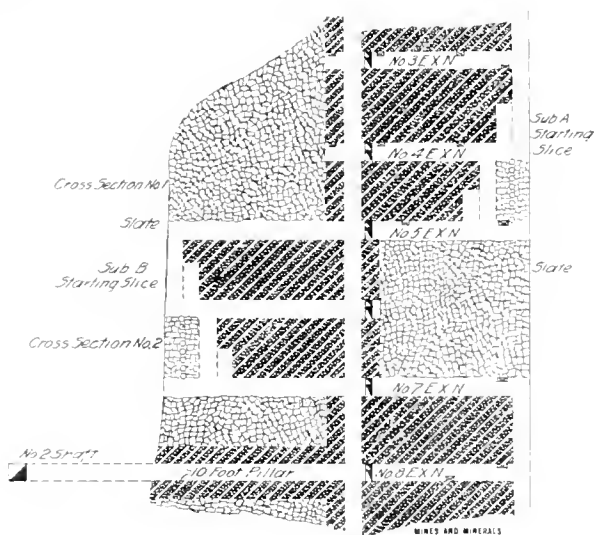 No 3 E X N
Sub A
Starting
Slice
No 4 E X N
Cross Section No. 1
Slate
No 5 E X N
Sub B
Starting Slice
Slate
Cross Section No. 2
No 7 E X N
No 2 Shaft
10 Foot Pillar
No 8 E X N
MINES AND MINERALS